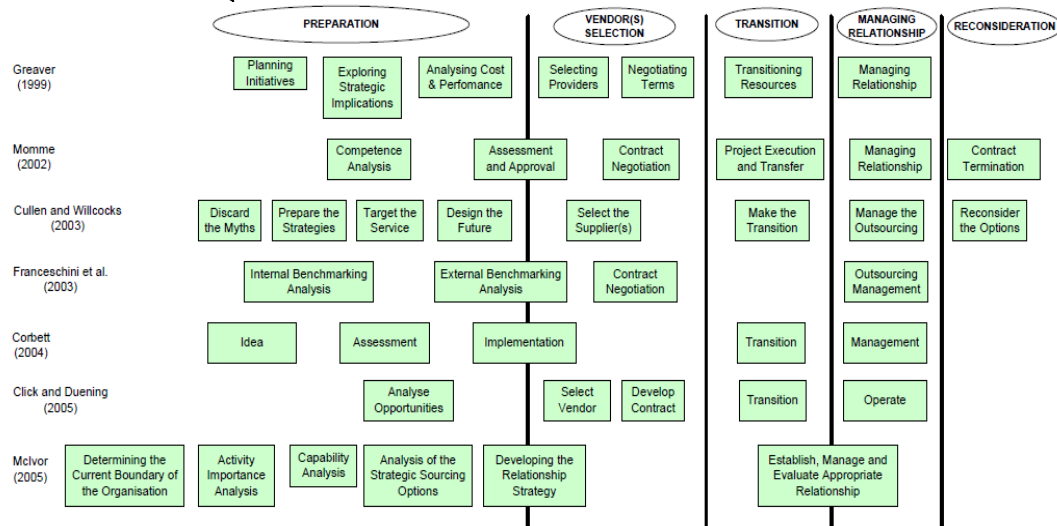 PREPARATION
VENDOR(S)
SELECTION
TRANSITION
MANAGING
RELATIONSHIP
RECONSIDERATION
Greaver
(1999)
Planning
Initiatives
Exploring
Strategic
Implications
Analysing Cost
& Perfomance
Selecting
Providers
Negotiating
Terms
Transitioning
Resources
Managing
Relationship
Momme
(2002)
Competence
Analysis
Assessment
and Approval
Contract
Negotiation
Project Execution
and Transfer
Managing
Relationship
Contract
Termination
Cullen and Willcocks
(2003)
Discard
the Myths
Prepare the
Strategies
Target the
Service
Design the
Future
Select the
Supplier(s)
Make the
Transition
Manage the
Outsourcing
Reconsider
the Options
Franceschini et al.
(2003)
Internal Benchmarking
Analysis
External Benchmarking
Analysis
Contract
Negotiation
Outsourcing
Management
Corbett
(2004)
Idea
Assessment
Implementation
Transition
Management
Click and Duening
(2005)
Analyse
Opportunities
Select
Vendor
Develop
Contract
Transition
Operate
McIvor
(2005)
Determining the
Current Boundary of
the Organisation
Activity
Importance
Analysis
Capability
Analysis
Analysis of the
Strategic Sourcing
Options
Developing the
Relationship
Strategy
Establish, Manage and
Evaluate Appropriate
Relationship